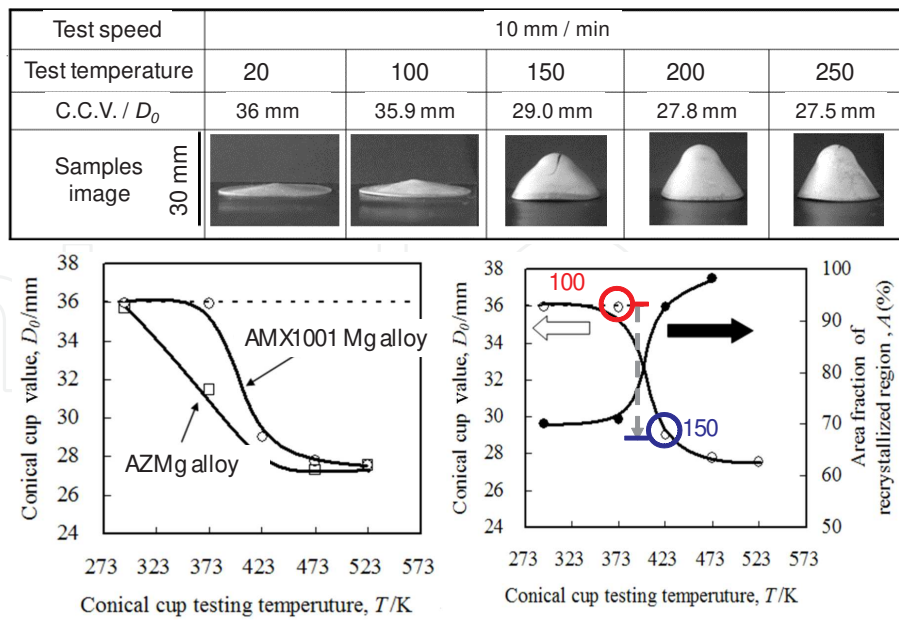 Test speed 10 mm / min
Test temperature 20 100 150 200 250
C.C.V. / D0 36 mm 35.9 mm 29.0 mm 27.8 mm 27.5 mm
Samples
image
30 mm
38
36
34
32
30
28
26
24
Conical cup value, D0/mm
AMX1001 Mg alloy
AZMg alloy
273 323 373 423 473 523 573
Conical cup testing temperuture, T/K
38
36
34
32
30
28
26
24
Conical cup value, D0/mm
100
150
100
90
80
70
60
50
Area fraction of
recrystallized region , A(%)
273 323 373 423 473 523 573
Conical cup testing temperuture, T/K